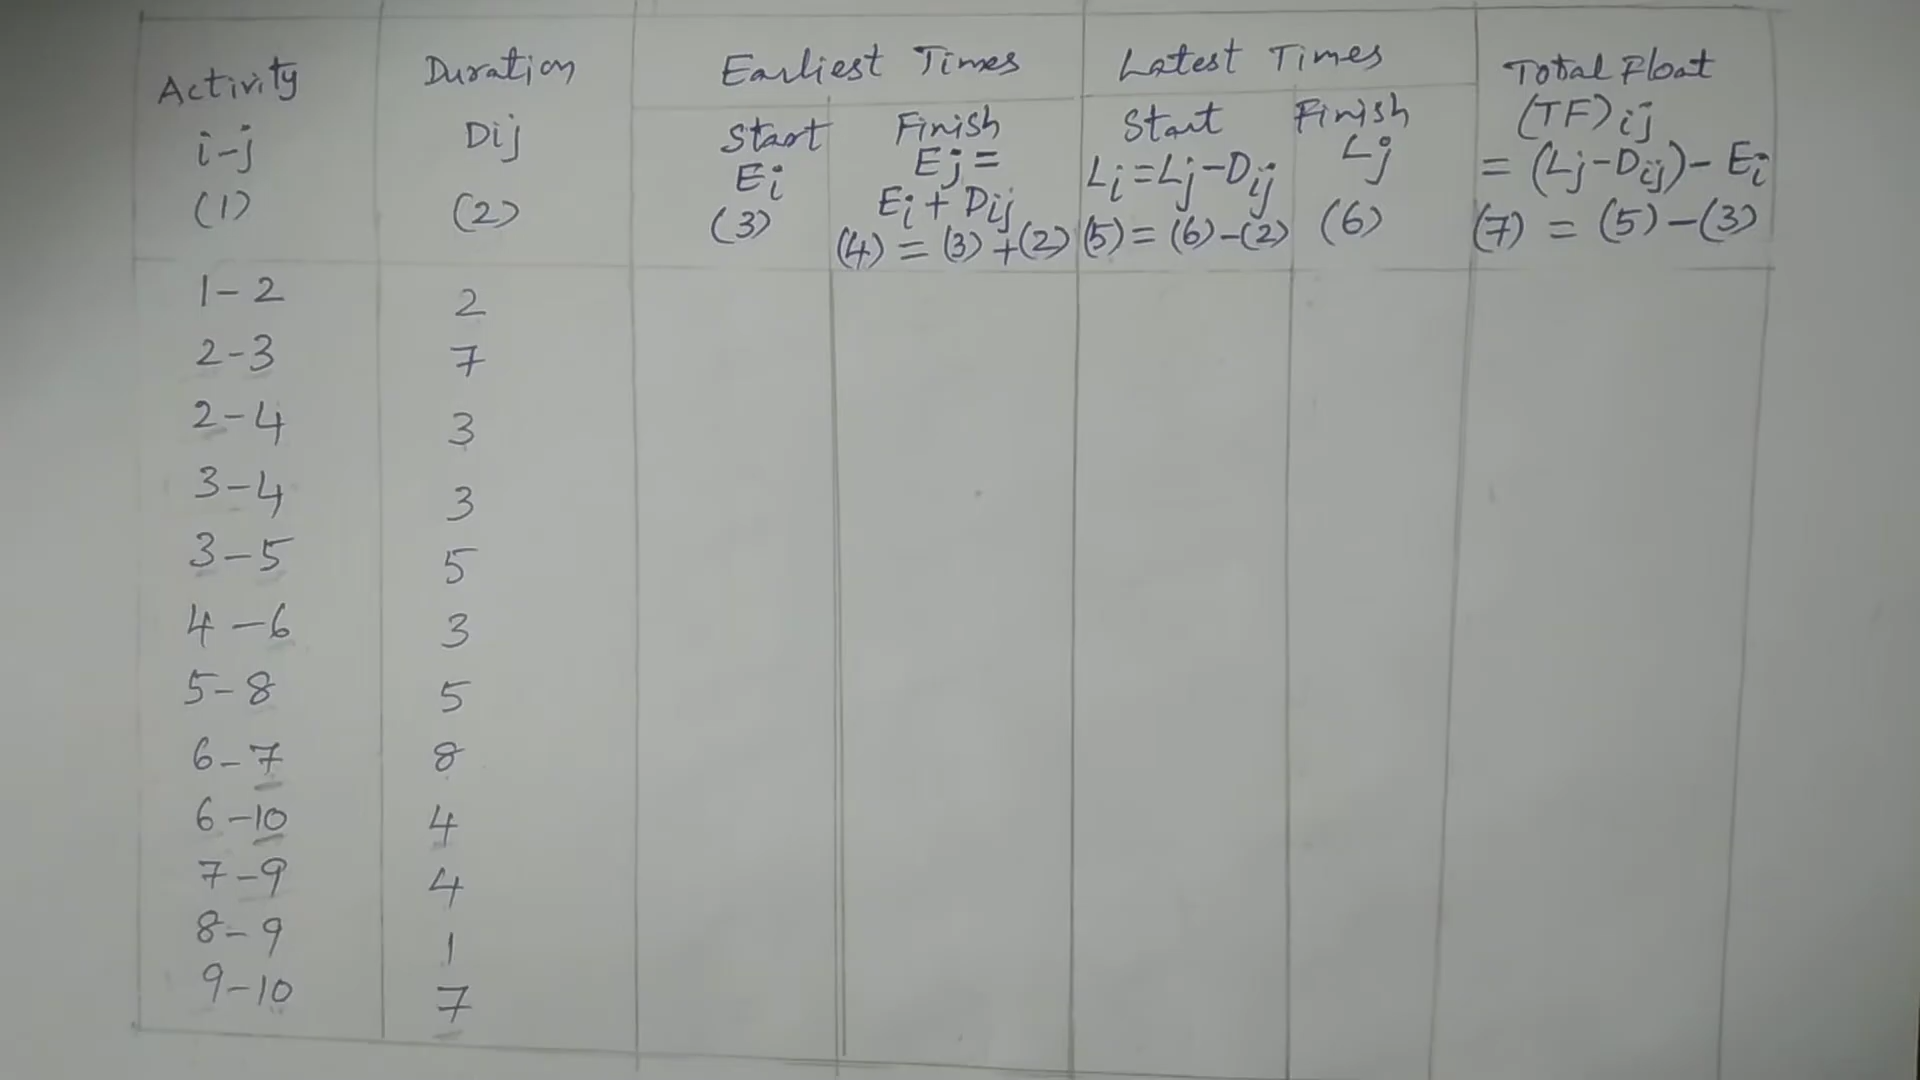 Activity Duration Earliest Times Latest Times Total Float
i-j Dij Start Finish Start Finish (TF)ij
Ei Ej = Li=Lj-Dij Lj = (Lj-Dij)- Ei
(1) (2) (3) Ei + Dij (6) (7) = (5)-(3)
(4) = (3) +(2) (5)= (6)-(2)
1-2 2
2-3 7
2-4 3
3-4 3
3-5 5
4-6 3
5-8 5
6-7 8
6-10 4
7-9 4
8-9 1
9-10 7